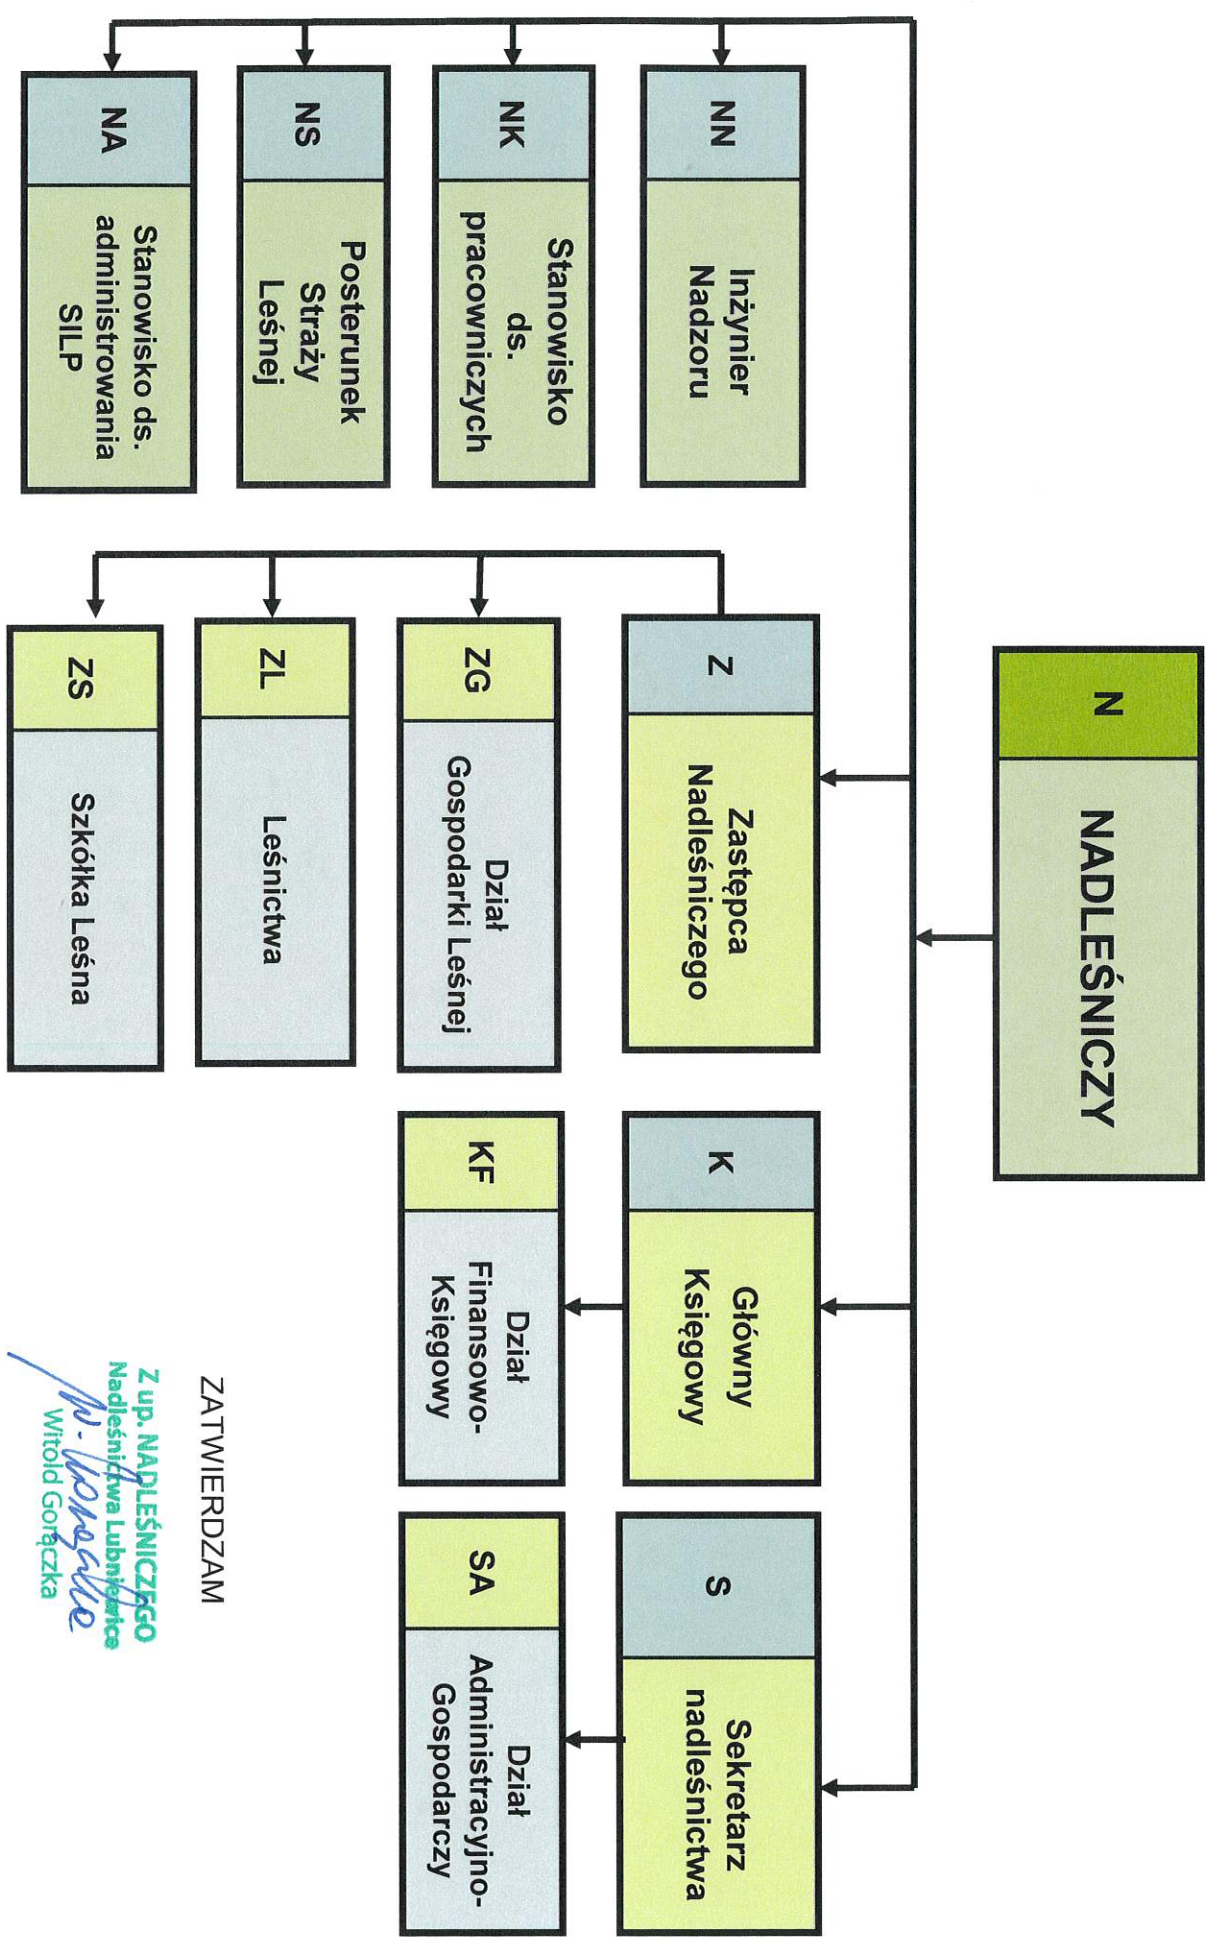 N
NADLEŚNICZY
NN
Inżynier
Nadzoru
NK
Stanowisko
ds.
pracowniczych
NS
Posterunek
Straży
Leśnej
NA
Stanowisko ds.
administrowania
SILP
Z
Zastępca
Nadleśniczego
ZG
Dział
Gospodarki Leśnej
ZL
Leśnictwa
ZS
Szkółka Leśna
K
Główny
Księgowy
KF
Dział
Finansowo-
Księgowy
S
Sekretarz
nadleśnictwa
SA
Dział
Administracyjno-
Gospodarczy
ZATWIERDZAM
Z up. NADLEŚNICZEGO
Nadleśnictwa Lubniewice
Witold Gorączka